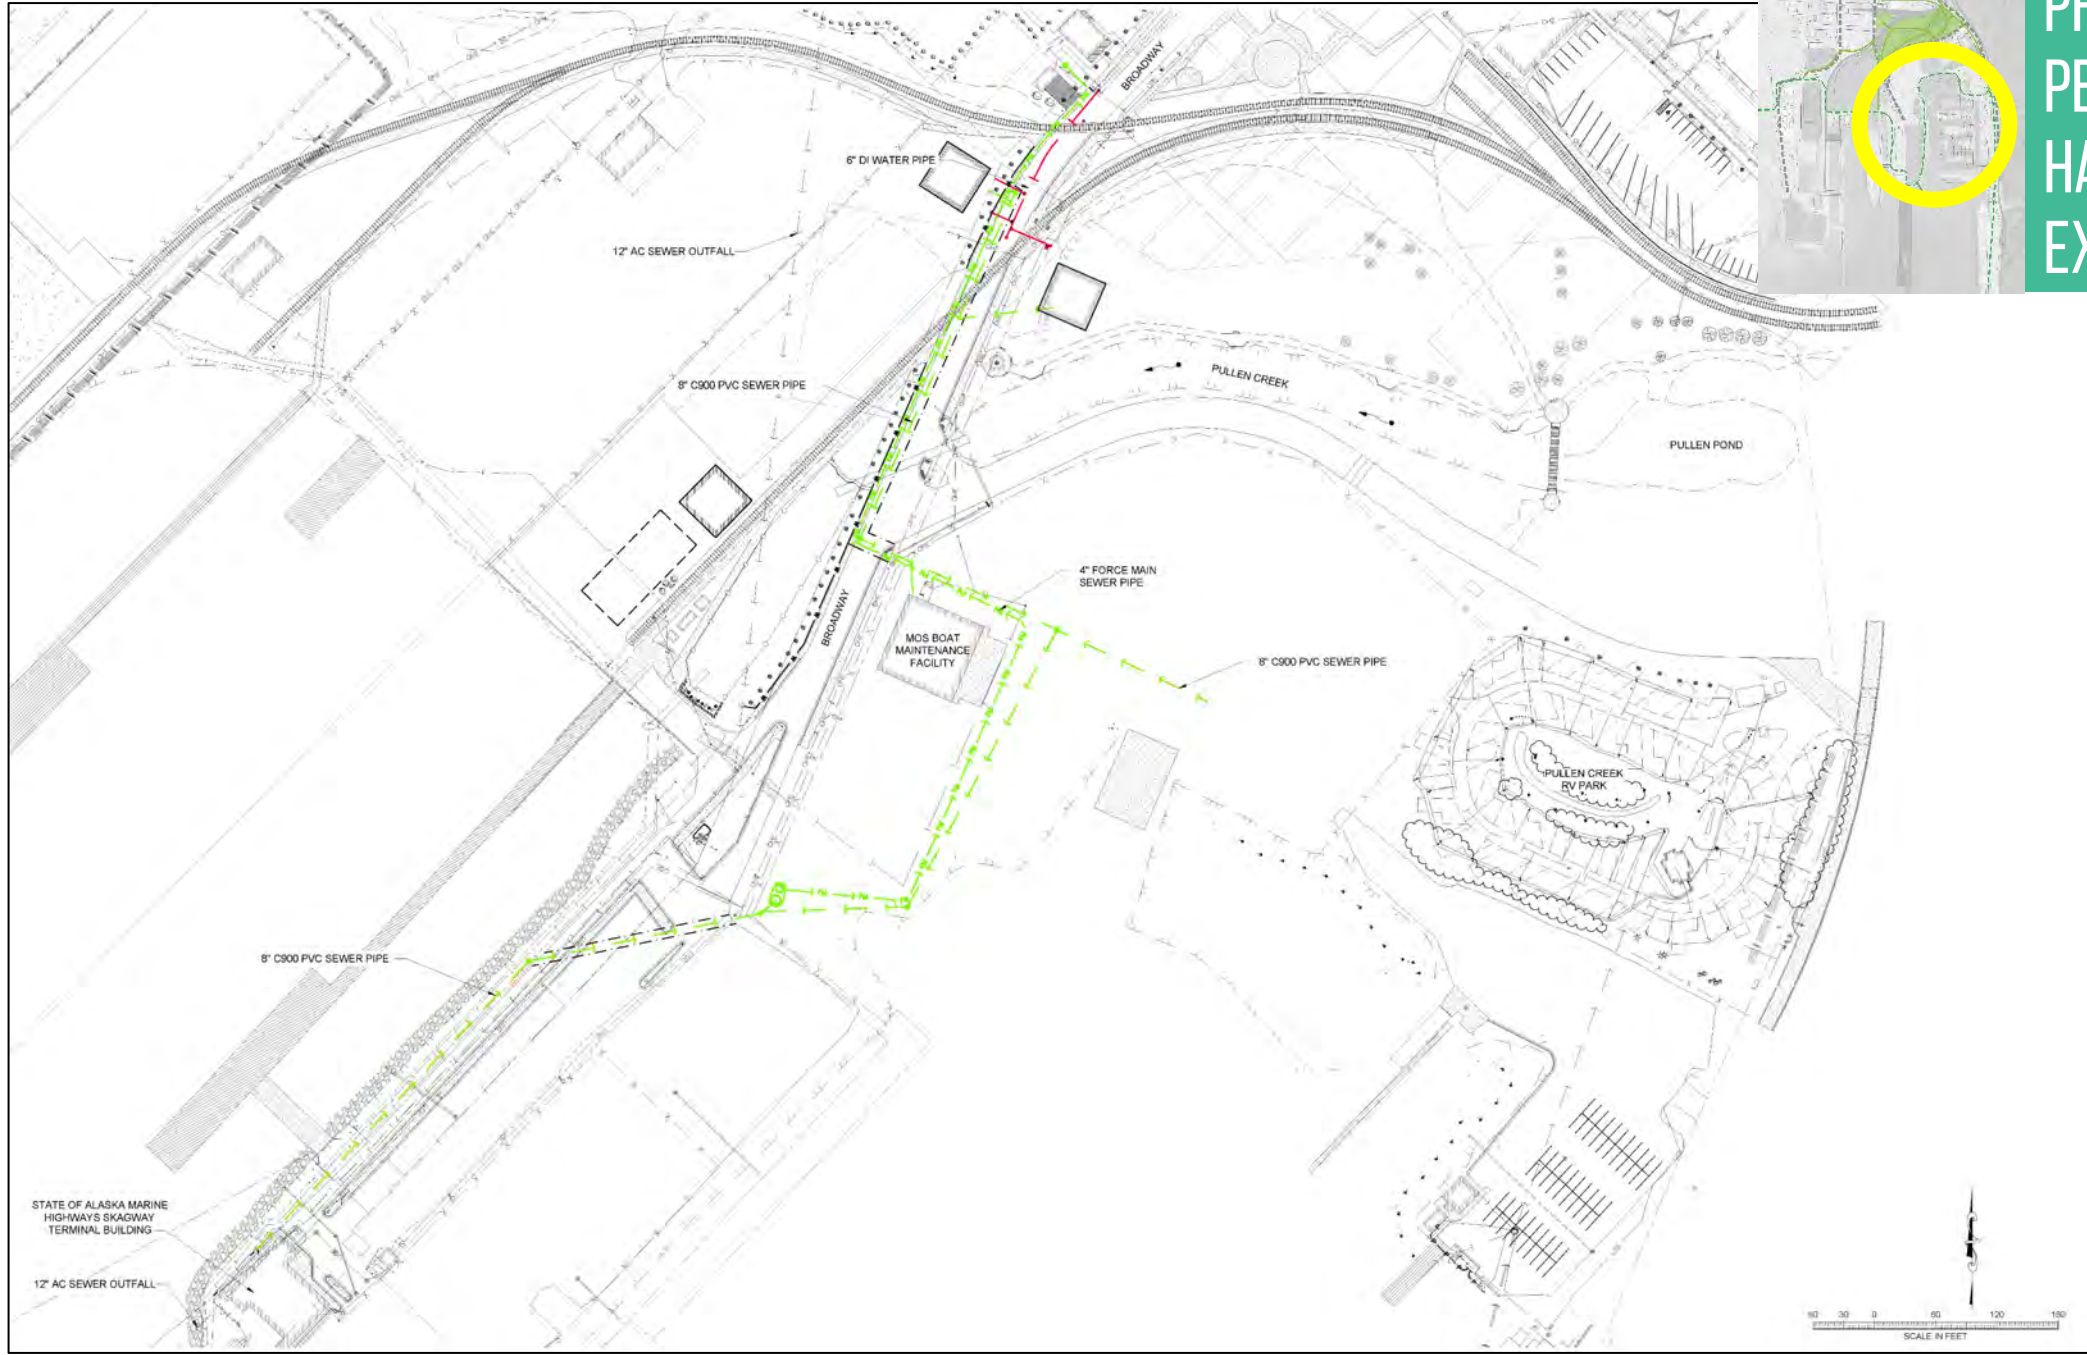 BROADWAY
6" DI WATER PIPE
12" AC SEWER OUTFALL
8" C900 PVC SEWER PIPE
PULLEN CREEK
PULLEN POND
4" FORCE MAIN
SEWER PIPE
BROADWAY
MOS BOAT
MAINTENANCE
FACILITY
8" C900 PVC SEWER PIPE
PULLEN CREEK
RV PARK
8" C900 PVC SEWER PIPE
STATE OF ALASKA MARINE
HIGHWAYS SKAGWAY
TERMINAL BUILDING
12" AC SEWER OUTFALL
60 30 0 60 120 180
SCALE IN FEET